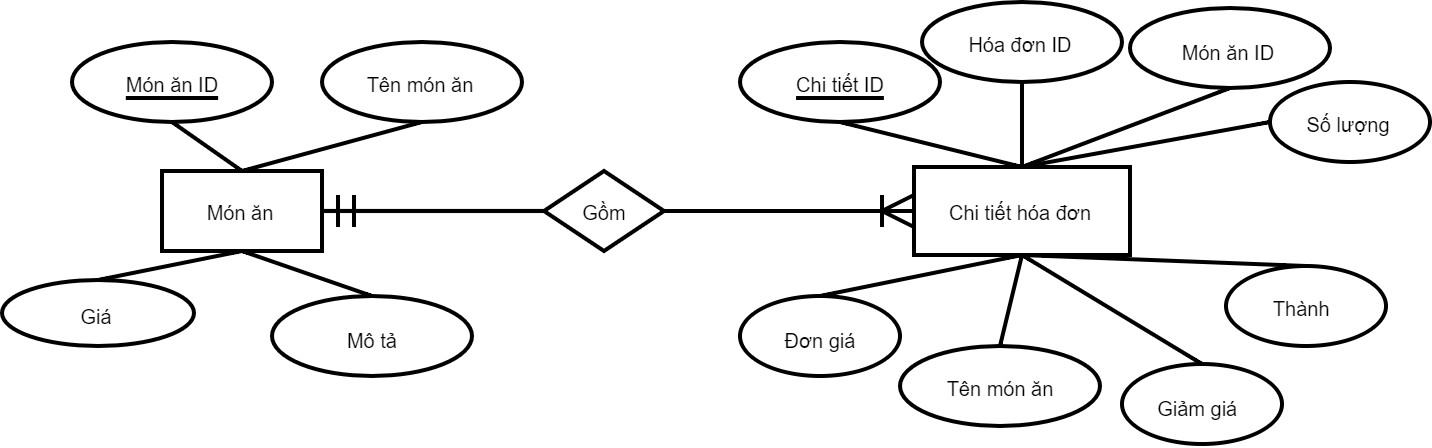 Hóa đơn ID
Món ăn ID
Món ăn ID
Tên món ăn
Chi tiết ID
Số lượng
Món ăn
Gồm
Chi tiết hóa đơn
Giá
Mô tả
Đơn giá
Thành
Tên món ăn
Giảm giá